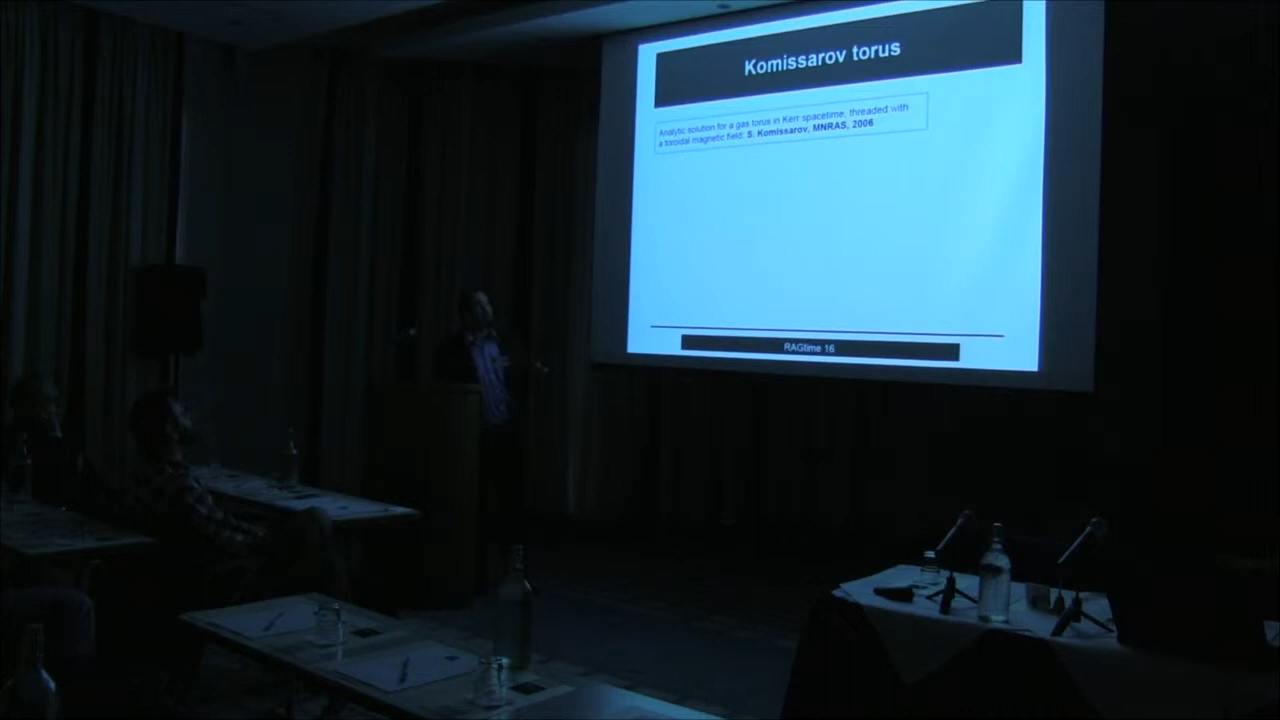 Komissarov torus
Analytic solution for a gas torus in Kerr spacetime, threaded with
a toroidal magnetic field; S. Komissarov, MNRAS, 2006
RAGtime 16